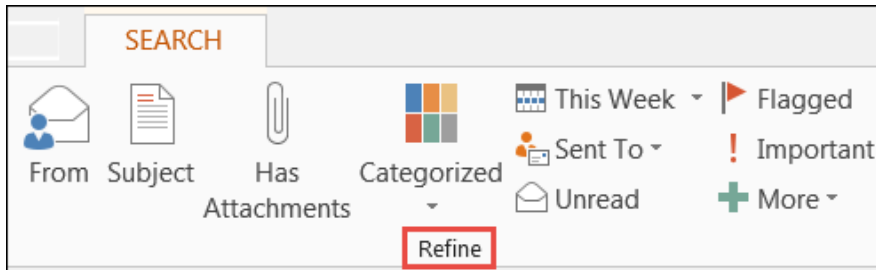 SEARCH
From
Subject
Has
Attachments
Categorized
This Week
Sent To
Unread
Flagged
Important
More
Refine